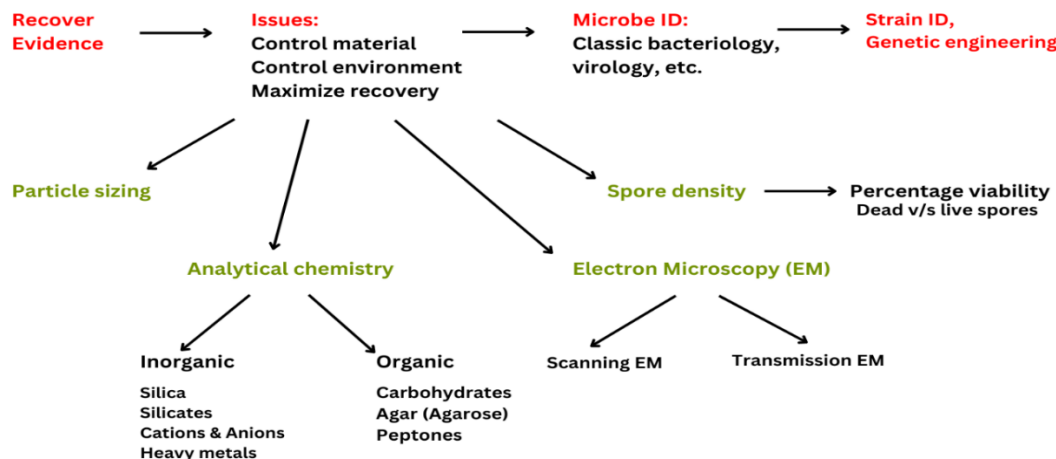 Recover
Evidence
Issues:
Control material
Control environment
Maximize recovery
Microbe ID:
Classic bacteriology,
virology, etc.
Strain ID,
Genetic engineering
Particle sizing
Spore density
Percentage viability
Dead v/s live spores
Analytical chemistry
Electron Microscopy (EM)
Inorganic
Silica
Silicates
Cations & Anions
Heavy metals
Organic
Carbohydrates
Agar (Agarose)
Peptones
Scanning EM
Transmission EM